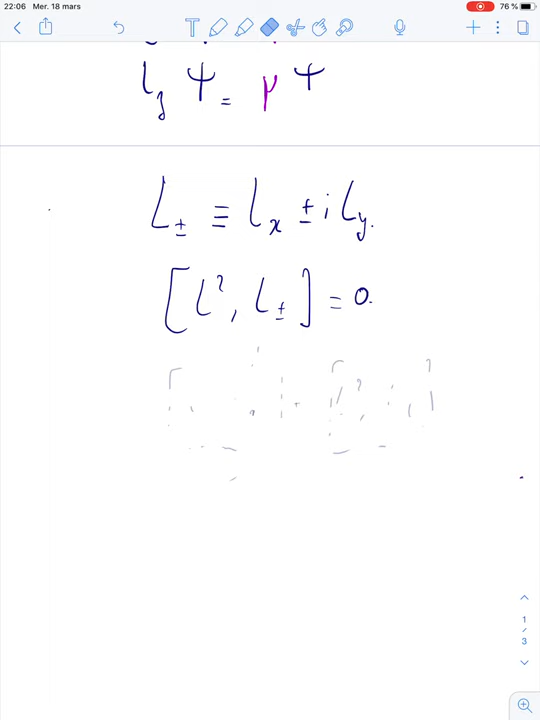 22:06 Mer. 18 mars 76 %
L_z Ψ = μ Ψ
L_± ≡ L_x ± i L_y.
[L², L_±] = 0.
1
/
3